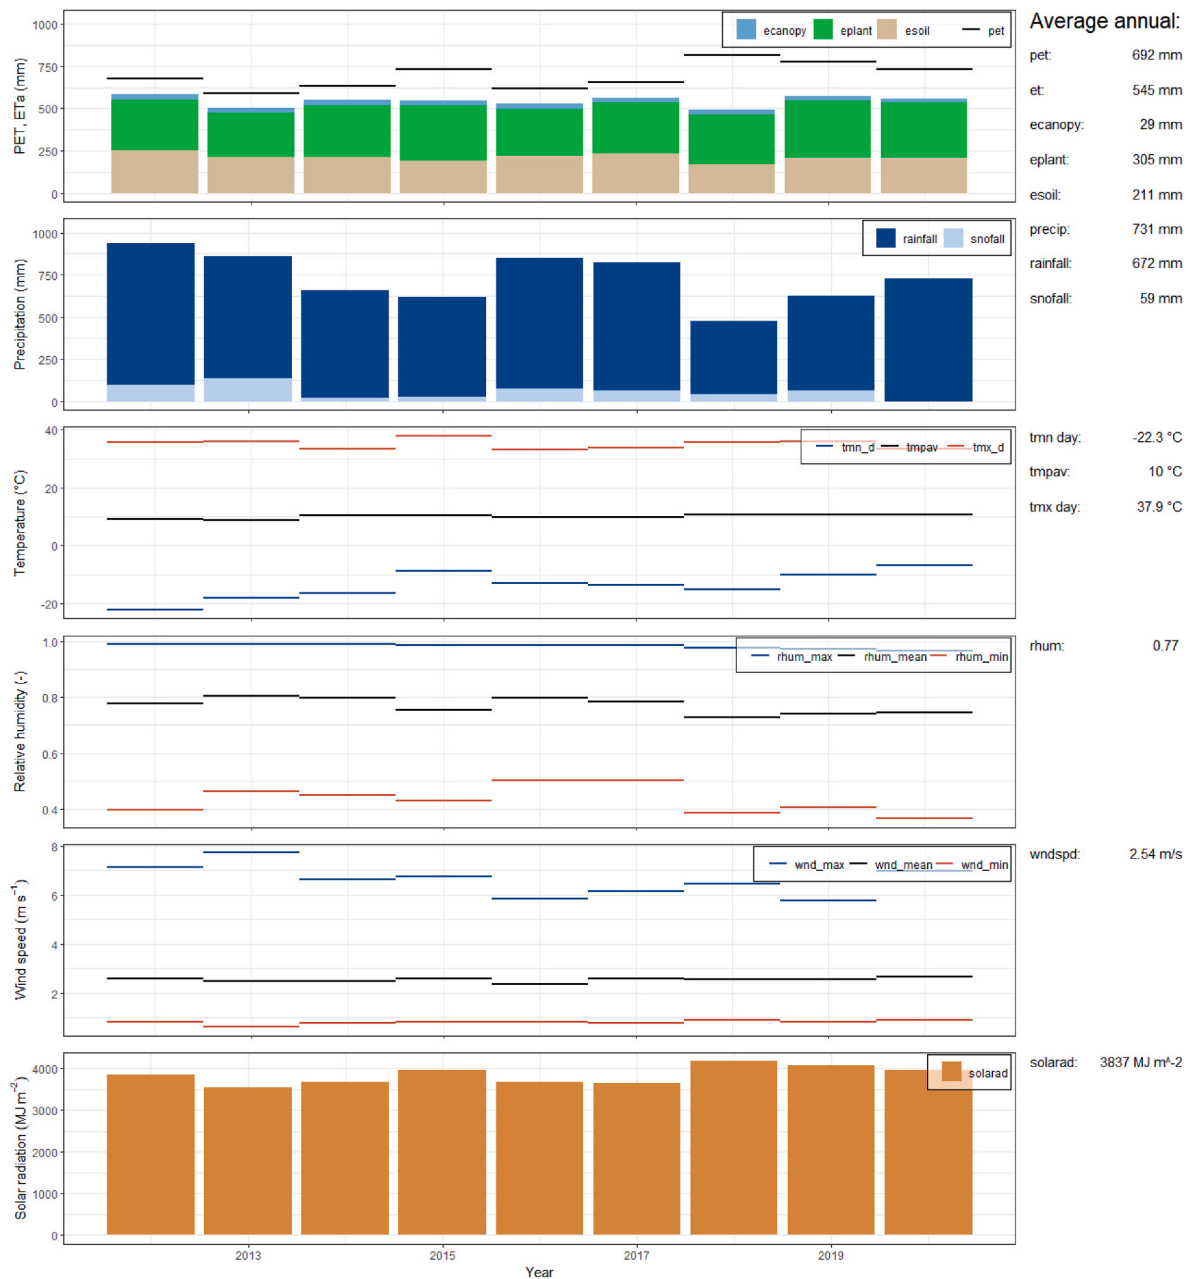 PET, ETa (mm)
1000
750
500
250
0
ecanopy eplant esoil pet
Average annual:
pet: 692 mm
et: 545 mm
ecanopy: 29 mm
eplant: 305 mm
esoil: 211 mm
precip: 731 mm
rainfall: 672 mm
snofall: 59 mm
Precipitation (mm)
1000
750
500
250
0
rainfall snofall
Temperature (°C)
40
20
0
-20
tmn_d tmpav tmx_d
tmn day: -22.3 °C
tmpav: 10 °C
tmx day: 37.9 °C
Relative humidity (-)
1.0
0.8
0.6
0.4
rhum_max rhum_mean rhum_min
rhum: 0.77
Wind speed (m s⁻¹)
8
6
4
2
wnd_max wnd_mean wnd_min
wndspd: 2.54 m/s
Solar radiation (MJ m⁻²)
4000
3000
2000
1000
0
solarad
solarad: 3837 MJ m^-2
2013 2015 2017 2019
Year